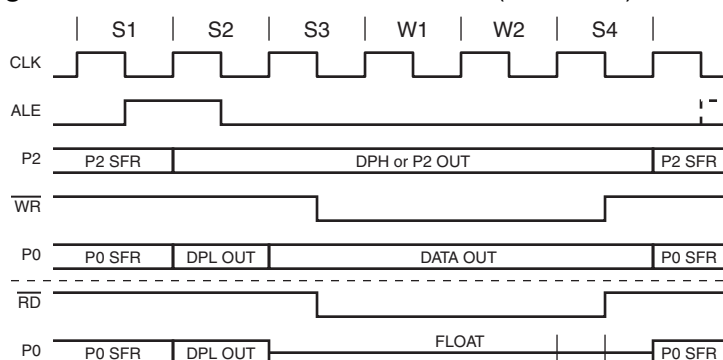 S1 S2 S3 W1 W2 S4
CLK
ALE
P2 P2 SFR DPH or P2 OUT P2 SFR
WR
P0 P0 SFR DPL OUT DATA OUT P0 SFR
RD
FLOAT
P0 P0 SFR DPL OUT P0 SFR